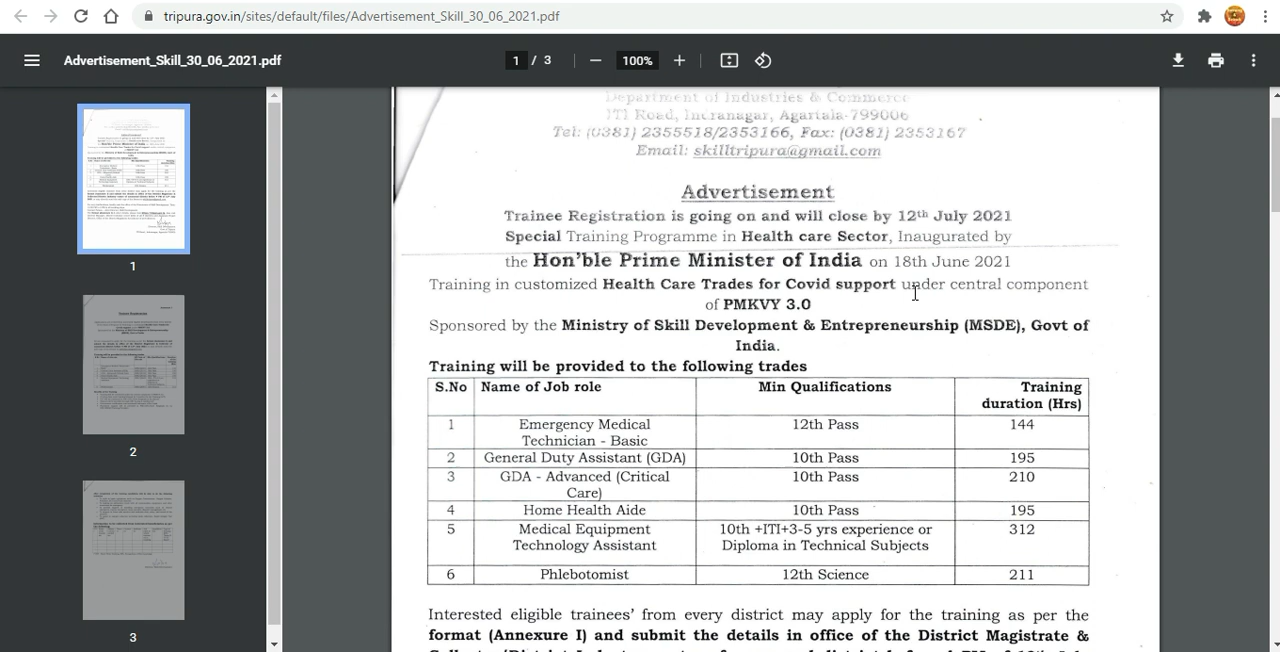 tripura.gov.in/sites/default/files/Advertisement_Skill_30_06_2021.pdf
Advertisement_Skill_30_06_2021.pdf
1 / 3
100%
1
2
3
Department of Industries & Commerce
ITI Road, Indranagar, Agartala-799006
Tel: (0381) 2355518/2353166, Fax: (0381) 2353167
Email: skilltripura@gmail.com
Advertisement
Trainee Registration is going on and will close by 12th July 2021
Special Training Programme in Health care Sector, Inaugurated by
the Hon'ble Prime Minister of India on 18th June 2021
Training in customized Health Care Trades for Covid support under central component
of PMKVY 3.0
Sponsored by the Ministry of Skill Development & Entrepreneurship (MSDE), Govt of
India.
Training will be provided to the following trades
S.No Name of Job role Min Qualifications Training
duration (Hrs)
1 Emergency Medical 12th Pass 144
Technician - Basic
2 General Duty Assistant (GDA) 10th Pass 195
3 GDA - Advanced (Critical 10th Pass 210
Care)
4 Home Health Aide 10th Pass 195
5 Medical Equipment 10th +ITI+3-5 yrs experience or 312
Technology Assistant Diploma in Technical Subjects
6 Phlebotomist 12th Science 211
Interested eligible trainees' from every district may apply for the training as per the
format (Annexure I) and submit the details in office of the District Magistrate &